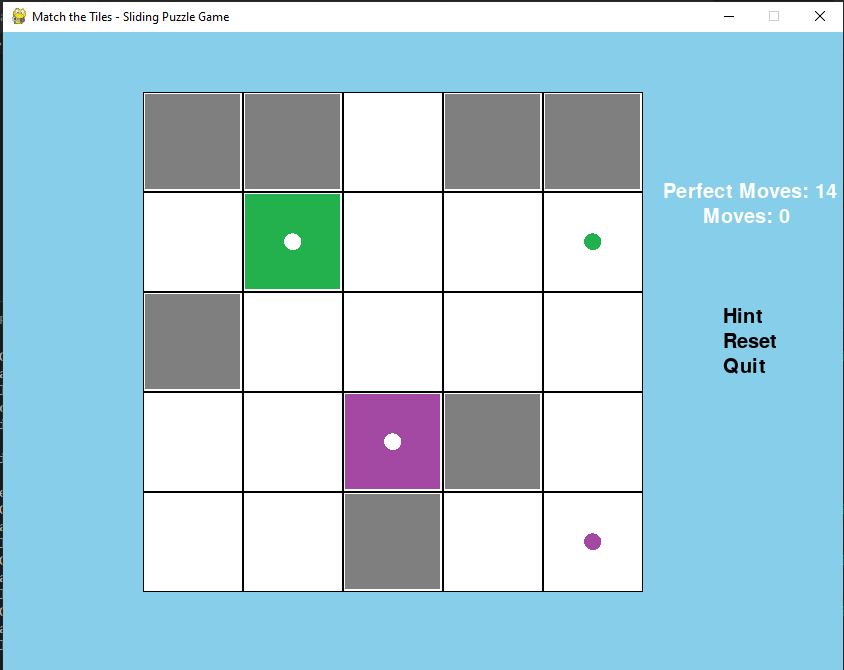 Match the Tiles - Sliding Puzzle Game
Perfect Moves: 14
Moves: 0
Hint
Reset
Quit